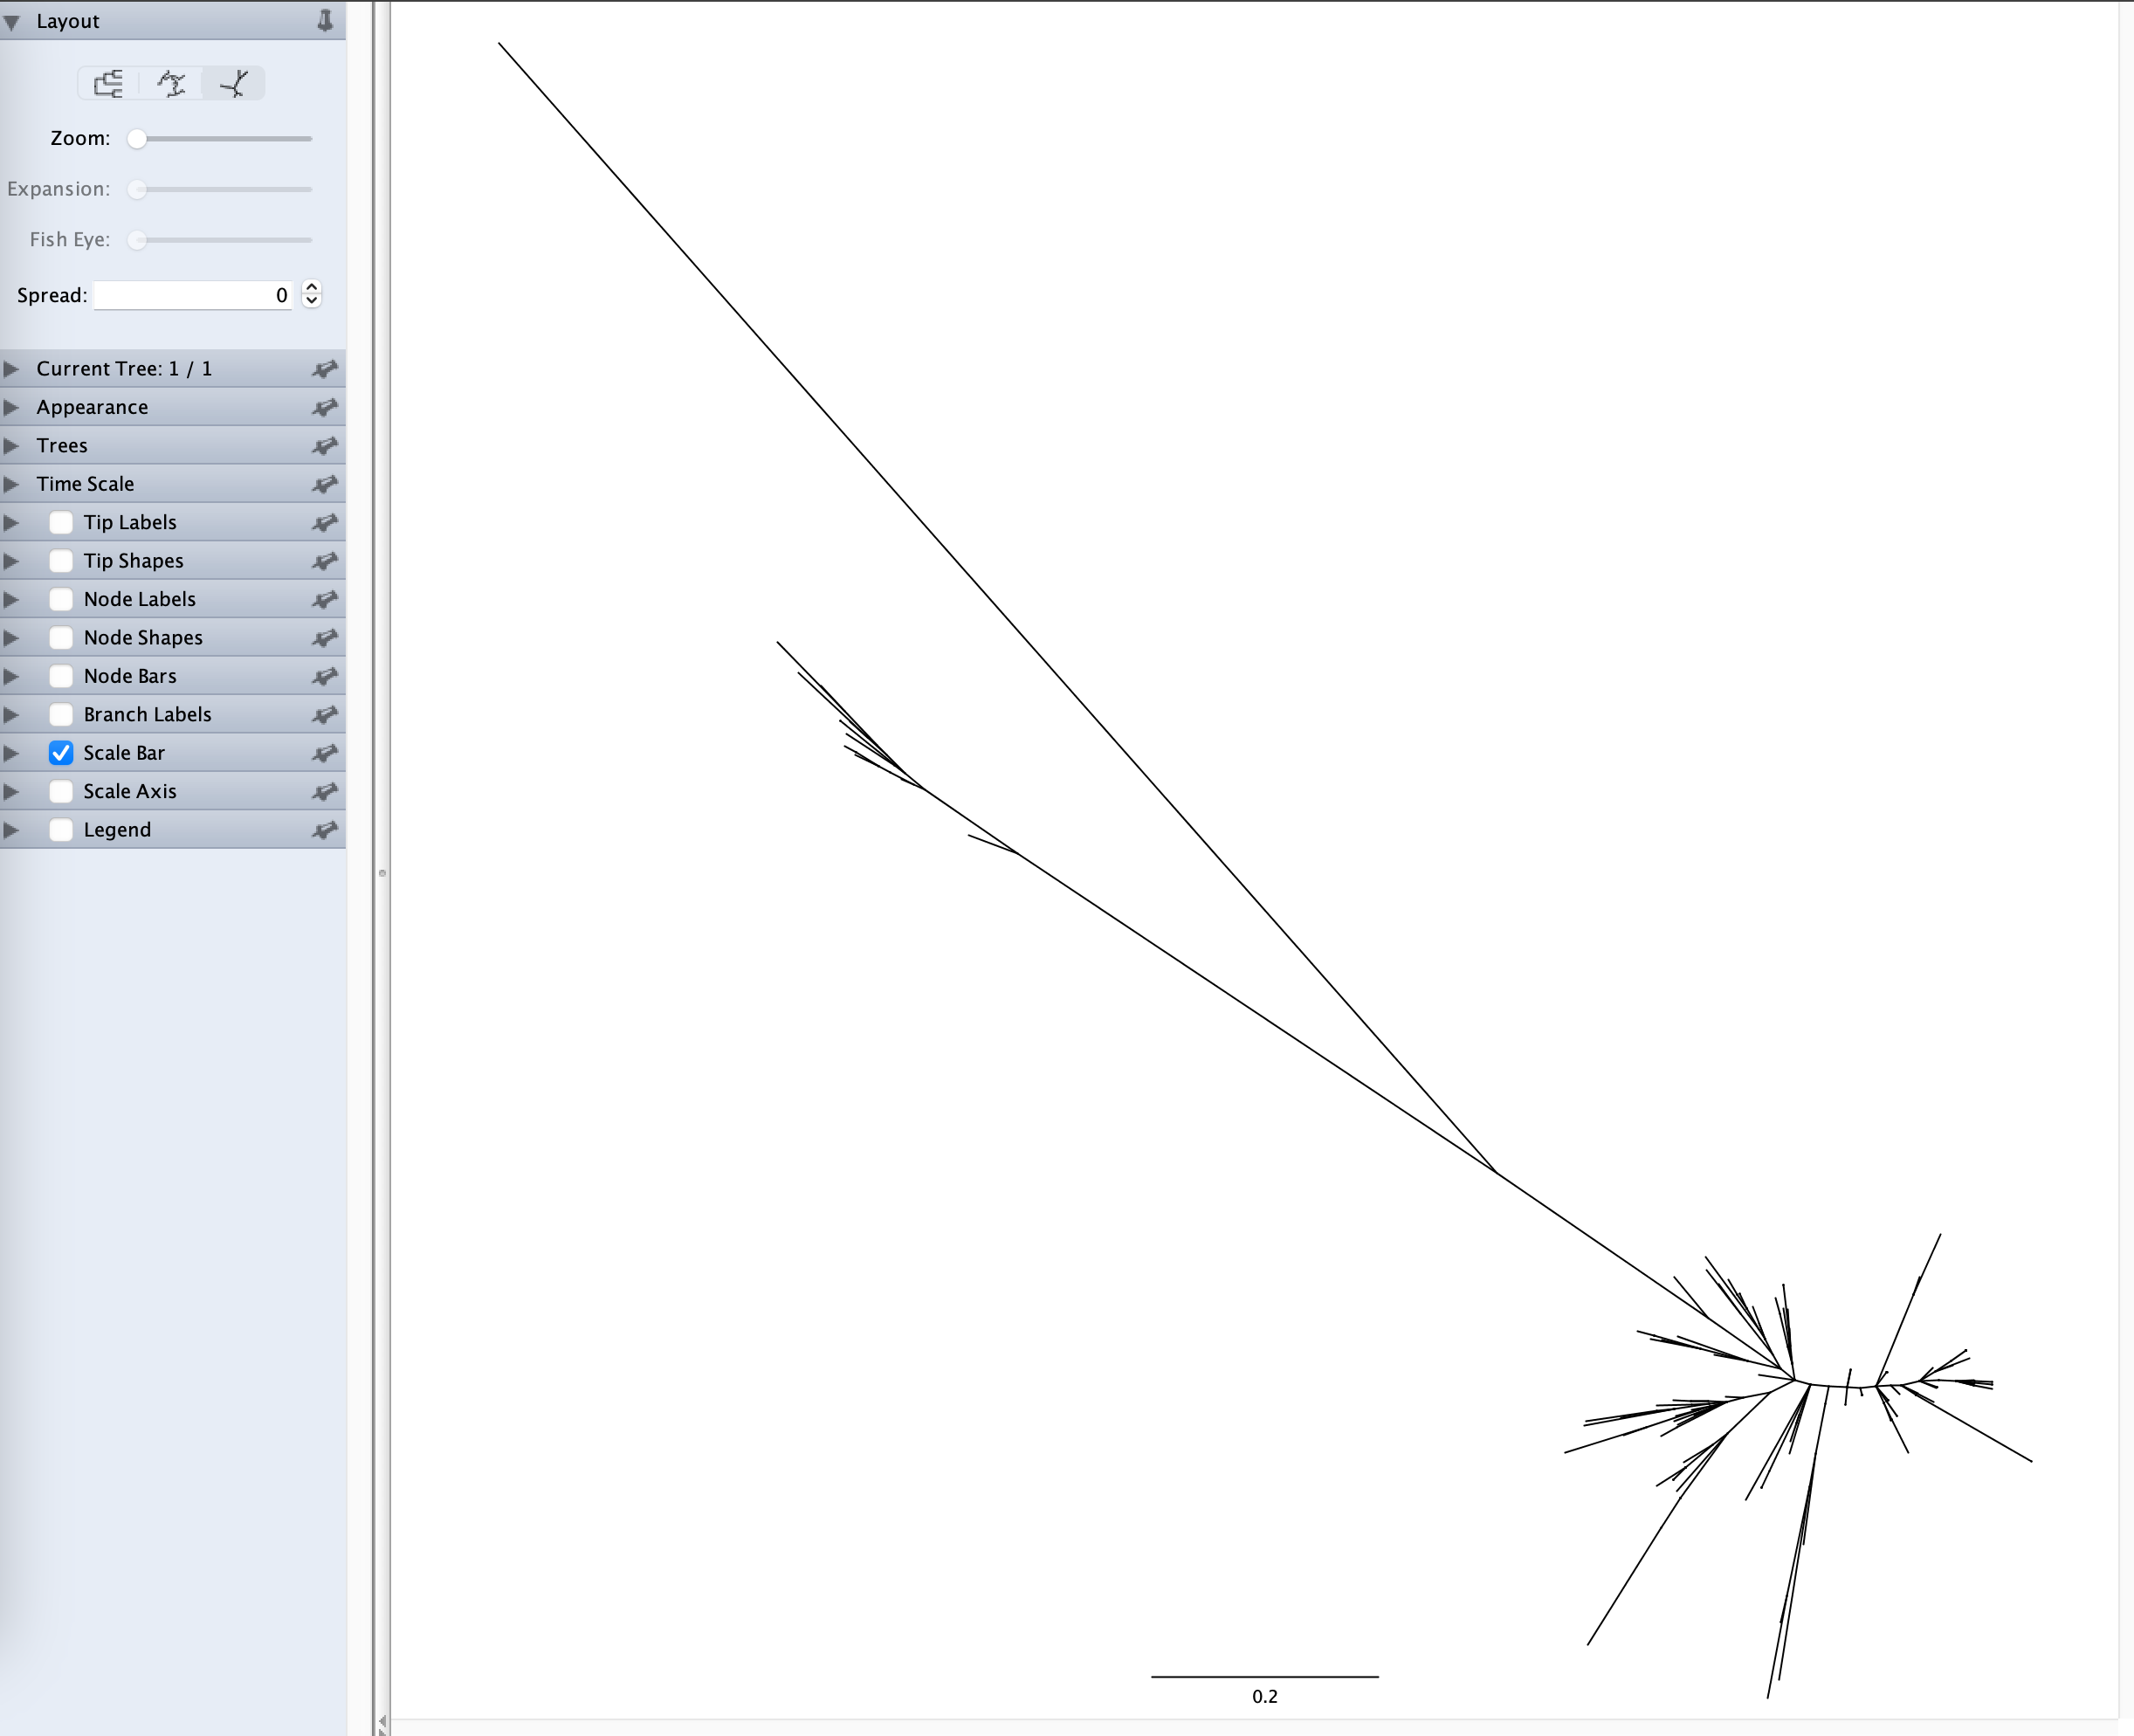 Layout
Zoom:
Expansion:
Fish Eye:
Spread: 0
Current Tree: 1 / 1
Appearance
Trees
Time Scale
Tip Labels
Tip Shapes
Node Labels
Node Shapes
Node Bars
Branch Labels
Scale Bar
Scale Axis
Legend
0.2